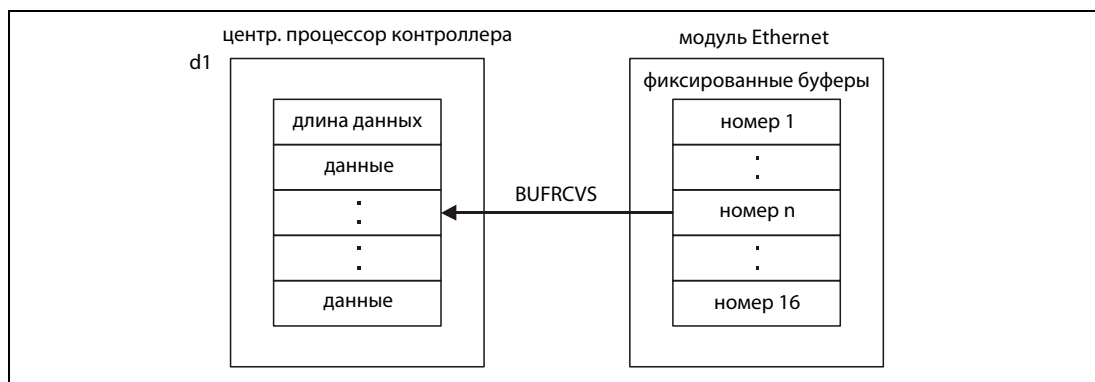 центр. процессор контроллера
модуль Ethernet
d1
фиксированные буферы
длина данных
данные
:
:
данные
BUFRCVS
номер 1
:
номер n
:
номер 16